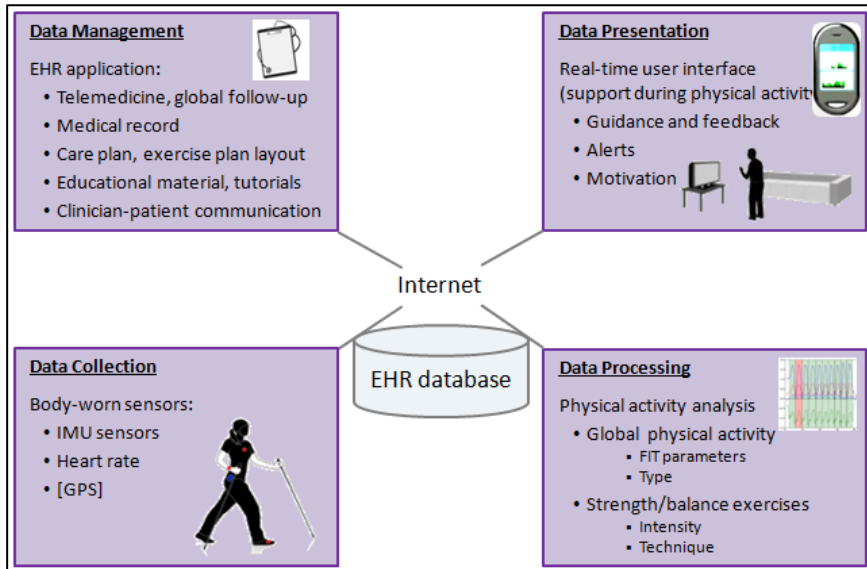 Data Management
EHR application:
• Telemedicine, global follow-up
• Medical record
• Care plan, exercise plan layout
• Educational material, tutorials
• Clinician-patient communication
Data Presentation
Real-time user interface
(support during physical activity
• Guidance and feedback
• Alerts
• Motivation
Internet
EHR database
Data Collection
Body-worn sensors:
• IMU sensors
• Heart rate
• [GPS]
Data Processing
Physical activity analysis
• Global physical activity
▪ FIT parameters
▪ Type
• Strength/balance exercises
▪ Intensity
▪ Technique